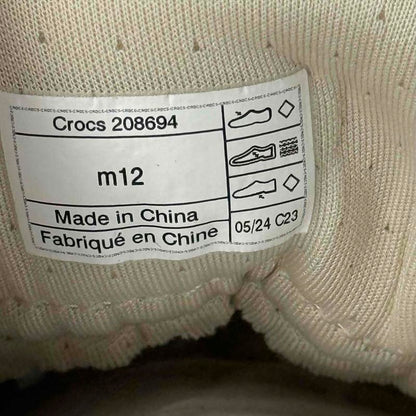 Crocs 208694
m12
Made in China
Fabriqué en Chine
05/24 C23